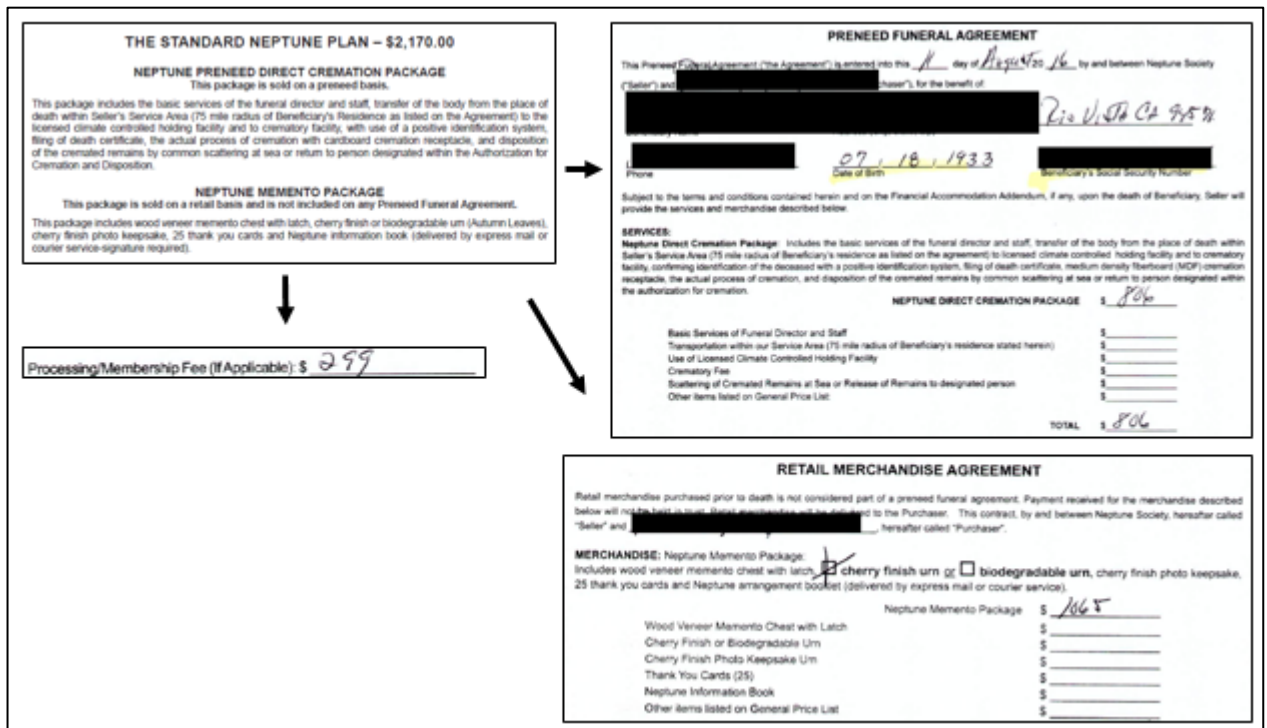 THE STANDARD NEPTUNE PLAN – $2,170.00
NEPTUNE PRENEED DIRECT CREMATION PACKAGE
This package is sold on a preneed basis.
This package includes the basic services of the funeral director and staff, transfer of the body from the place of
death within Seller's Service Area (75 mile radius of Beneficiary's Residence as listed on the Agreement) to the
licensed climate controlled holding facility and to crematory facility, with use of a positive identification system,
filing of death certificate, the actual process of cremation with cardboard cremation receptacle, and disposition
of the cremated remains by common scattering at sea or return to person designated within the Authorization for
Cremation and Disposition.
NEPTUNE MEMENTO PACKAGE
This package is sold on a retail basis and is not included on any Preneed Funeral Agreement.
This package includes wood veneer memento chest with latch, cherry finish or biodegradable urn (Autumn Leaves),
cherry finish photo keepsake, 25 thank you cards and Neptune information book (delivered by express mail or
courier service-signature required).
Processing/Membership Fee (If Applicable): $ 299
PRENEED FUNERAL AGREEMENT
This Preneed Funeral Agreement ("the Agreement") is entered into this 11 day of August 20 16 by and between Neptune Society
("Seller") and chaser"), for the benefit of:
Rio Vista CA
Phone
07 / 18 / 1933
Date of Birth
Beneficiary's Social Security Number
Subject to the terms and conditions contained herein and on the Financial Accommodation Addendum, if any, upon the death of Beneficiary, Seller will
provide the services and merchandise described below.
SERVICES:
Neptune Direct Cremation Package: Includes the basic services of the funeral director and staff, transfer of the body from the place of death within
Seller's Service Area (75 mile radius of Beneficiary's residence as listed on the agreement) to licensed climate controlled holding facility and to crematory
facility, confirming identification of the deceased with a positive identification system, filing of death certificate, medium density fiberboard (MDF) cremation
receptacle, the actual process of cremation, and disposition of the cremated remains by common scattering at sea or return to person designated within
the authorization for cremation.
NEPTUNE DIRECT CREMATION PACKAGE $ 806
Basic Services of Funeral Director and Staff $
Transportation within our Service Area (75 mile radius of Beneficiary's residence stated herein) $
Use of Licensed Climate Controlled Holding Facility $
Crematory Fee $
Scattering of Cremated Remains at Sea or Release of Remains to designated person $
Other items listed on General Price List: $
TOTAL $ 806
RETAIL MERCHANDISE AGREEMENT
Retail merchandise purchased prior to death is not considered part of a preneed funeral agreement. Payment received for the merchandise described
below will not be held in trust. Retail merchandise will be delivered to the Purchaser. This contract, by and between Neptune Society, hereafter called
"Seller" and , hereafter called "Purchaser".
MERCHANDISE: Neptune Memento Package:
Includes wood veneer memento chest with latch, cherry finish urn or biodegradable urn, cherry finish photo keepsake,
25 thank you cards and Neptune arrangement booklet (delivered by express mail or courier service).
Neptune Memento Package $ 1065
Wood Veneer Memento Chest with Latch $
Cherry Finish or Biodegradable Urn $
Cherry Finish Photo Keepsake Urn $
Thank You Cards (25) $
Neptune Information Book $
Other items listed on General Price List $